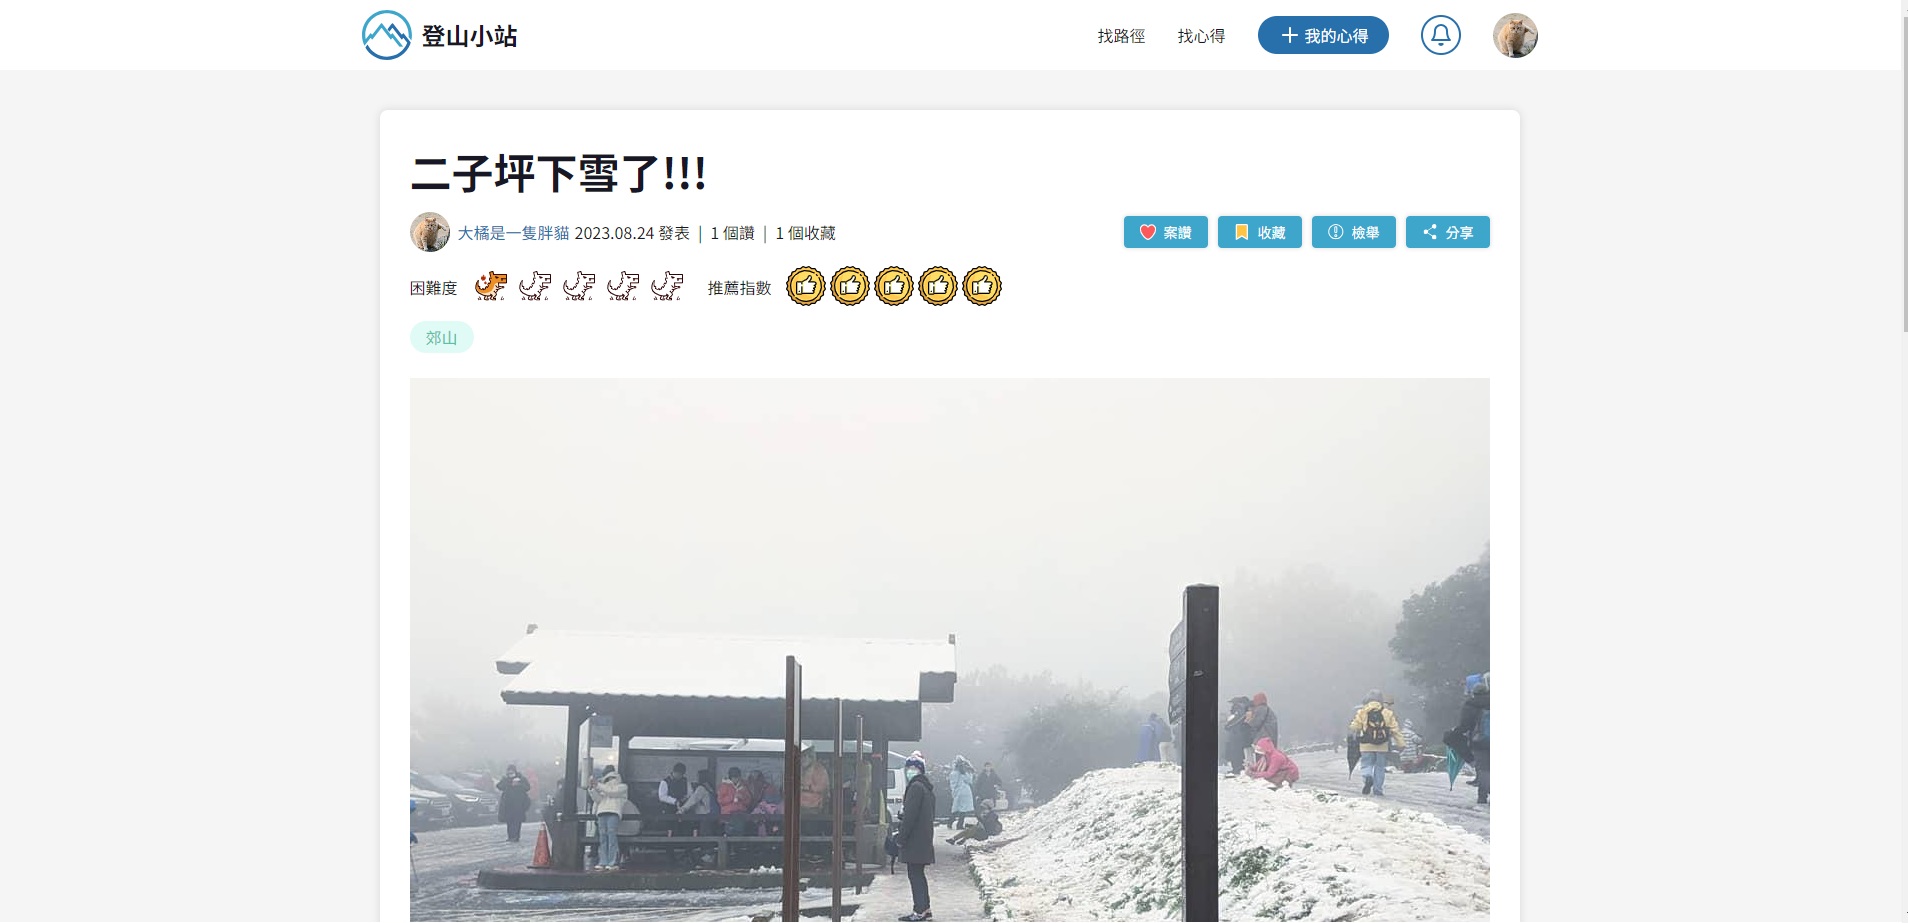 登山小站
找路徑
找心得
我的心得
二子坪下雪了!!!
大橘是一隻胖貓 2023.08.24 發表 | 1 個讚 | 1 個收藏
案讚
收藏
檢舉
分享
困難度
推薦指數
郊山